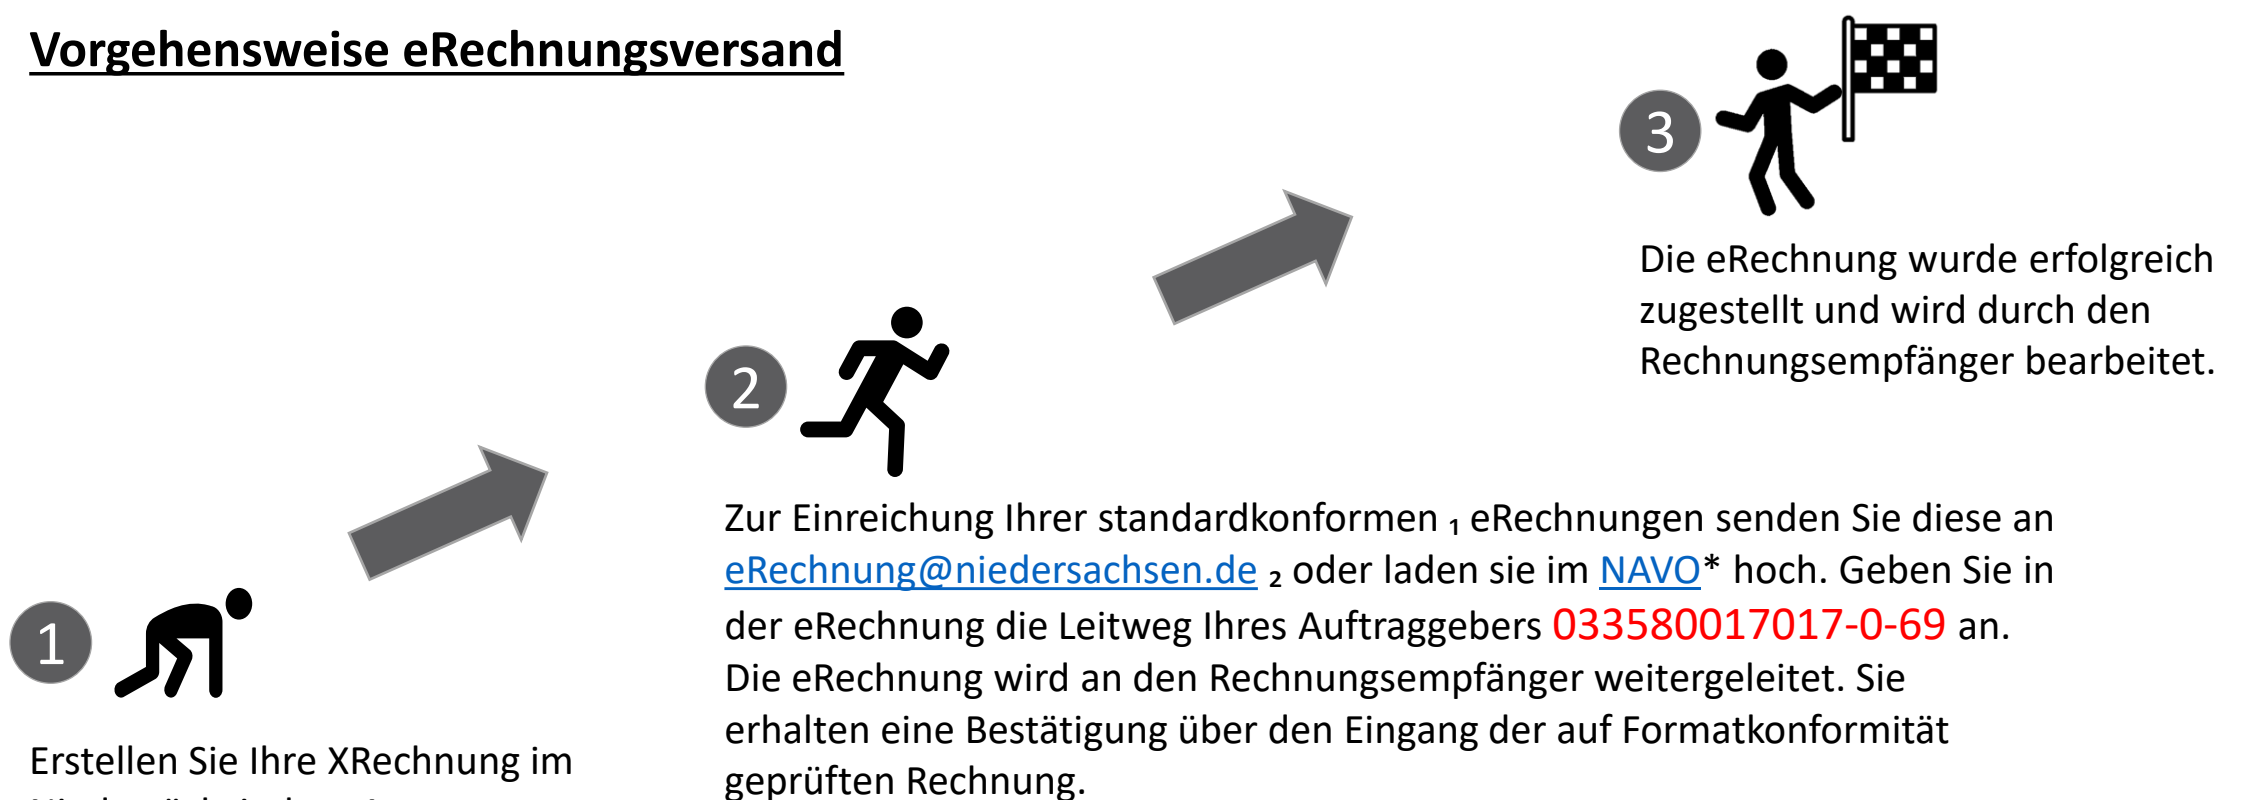 Vorgehensweise eRechnungsversand
3
Die eRechnung wurde erfolgreich
zugestellt und wird durch den
Rechnungsempfänger bearbeitet.
2
Zur Einreichung Ihrer standardkonformen ₁ eRechnungen senden Sie diese an
eRechnung@niedersachsen.de ₂ oder laden sie im NAVO* hoch. Geben Sie in
der eRechnung die Leitweg Ihres Auftraggebers 033580017017-0-69 an.
Die eRechnung wird an den Rechnungsempfänger weitergeleitet. Sie
erhalten eine Bestätigung über den Eingang der auf Formatkonformität
geprüften Rechnung.
1
Erstellen Sie Ihre XRechnung im